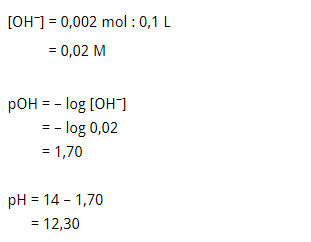 [OH⁻] = 0,002 mol : 0,1 L
= 0,02 M
pOH = – log [OH⁻]
= – log 0,02
= 1,70
pH = 14 – 1,70
= 12,30